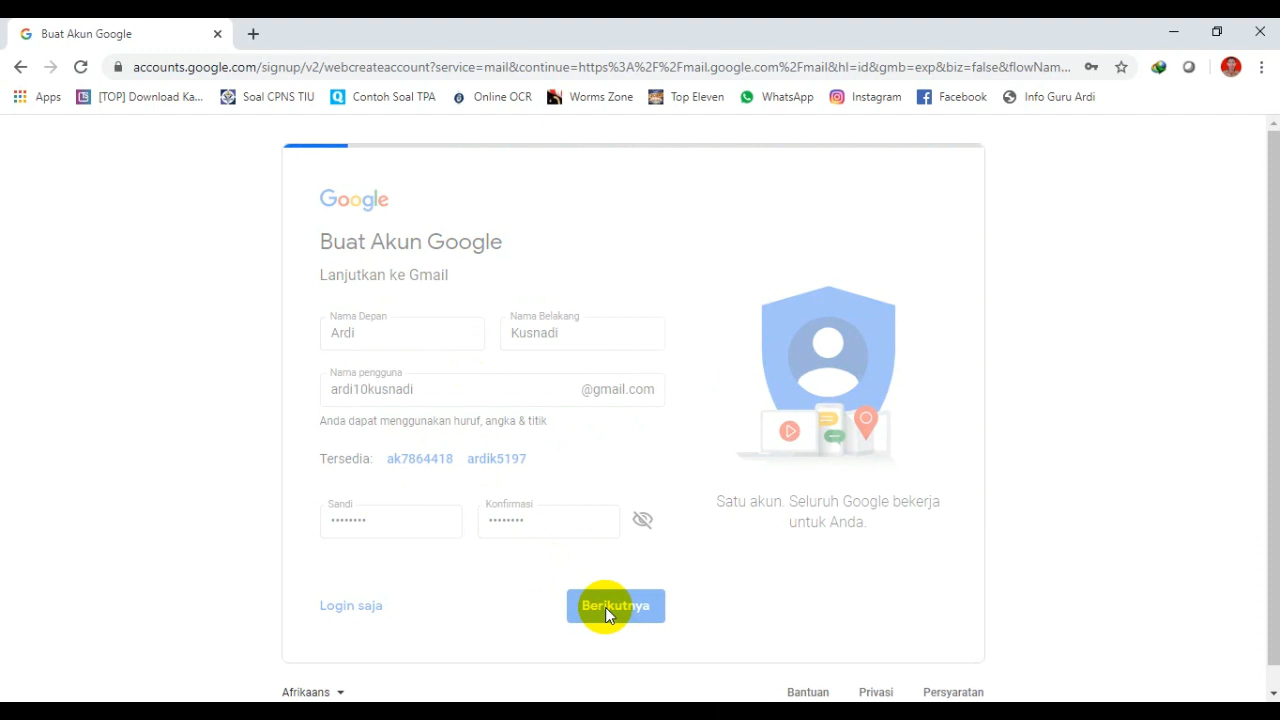 Buat Akun Google
accounts.google.com/signup/v2/webcreateaccount?service=mail&continue=https%3A%2F%2Fmail.google.com%2Fmail&hl=id&gmb=exp&biz=false&flowNam...
Apps [TOP] Download Ka... Soal CPNS TIU Contoh Soal TPA Online OCR Worms Zone Top Eleven WhatsApp Instagram Facebook Info Guru Ardi
Google
Buat Akun Google
Lanjutkan ke Gmail
Nama Depan Nama Belakang
Ardi Kusnadi
Nama pengguna
ardi10kusnadi @gmail.com
Anda dapat menggunakan huruf, angka & titik
Tersedia: ak7864418 ardik5197
Sandi Konfirmasi
•••••••• ••••••••
Satu akun. Seluruh Google bekerja
untuk Anda.
Login saja Berikutnya
Afrikaans Bantuan Privasi Persyaratan